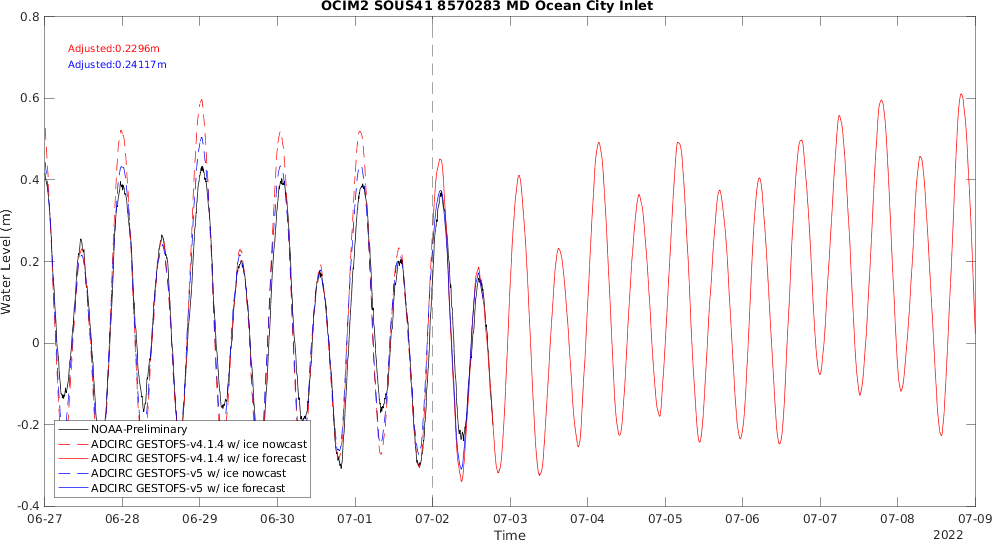 OCIM2 SOUS41 8570283 MD Ocean City Inlet
0.8
Adjusted:0.2296m
Adjusted:0.24117m
0.6
0.4
0.2
0
-0.2
-0.4
Water Level (m)
NOAA-Preliminary
ADCIRC GESTOFS-v4.1.4 w/ ice nowcast
ADCIRC GESTOFS-v4.1.4 w/ ice forecast
ADCIRC GESTOFS-v5 w/ ice nowcast
ADCIRC GESTOFS-v5 w/ ice forecast
06-27 06-28 06-29 06-30 07-01 07-02 07-03 07-04 07-05 07-06 07-07 07-08 07-09
Time
2022